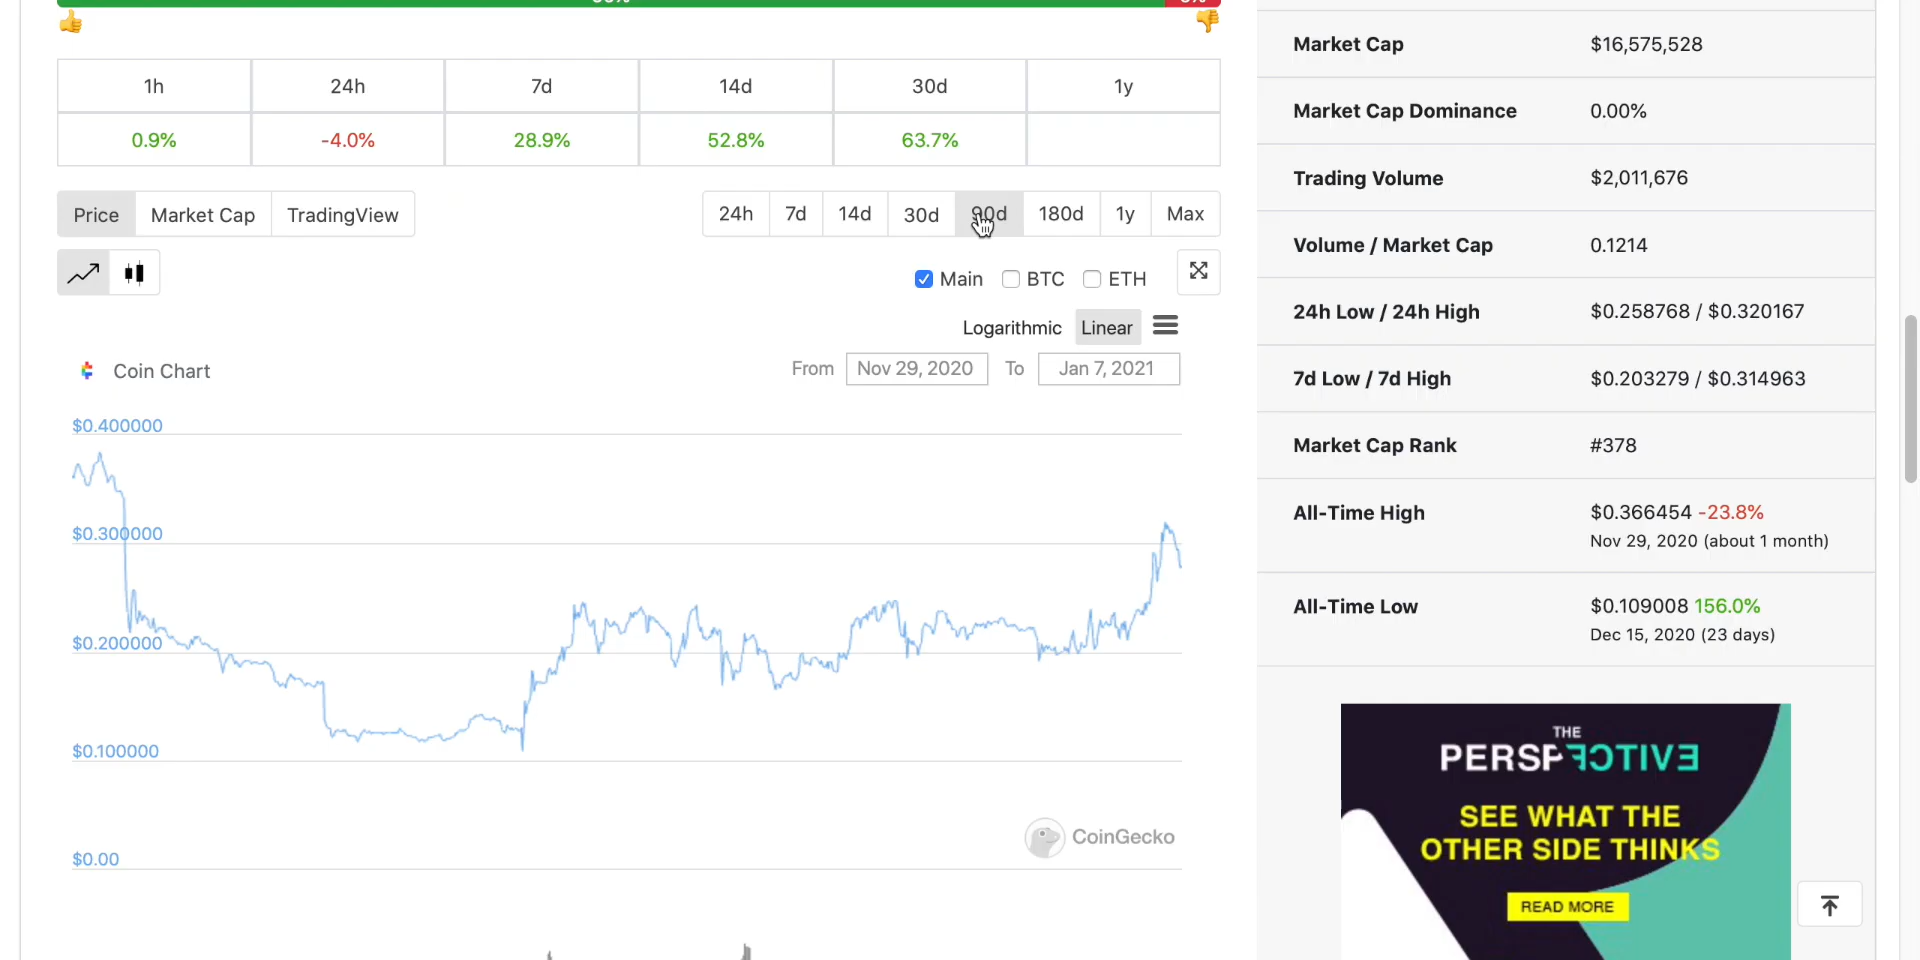 1h 24h 7d 14d 30d 1y
0.9% -4.0% 28.9% 52.8% 63.7%
Price Market Cap TradingView 24h 7d 14d 30d 90d 180d 1y Max
Main BTC ETH
Logarithmic Linear
Coin Chart From Nov 29, 2020 To Jan 7, 2021
$0.400000
$0.300000
$0.200000
$0.100000
$0.00
CoinGecko
Market Cap $16,575,528
Market Cap Dominance 0.00%
Trading Volume $2,011,676
Volume / Market Cap 0.1214
24h Low / 24h High $0.258768 / $0.320167
7d Low / 7d High $0.203279 / $0.314963
Market Cap Rank #378
All-Time High $0.366454 -23.8%
Nov 29, 2020 (about 1 month)
All-Time Low $0.109008 156.0%
Dec 15, 2020 (23 days)
THE
PERSPECTIVE
SEE WHAT THE
OTHER SIDE THINKS
READ MORE